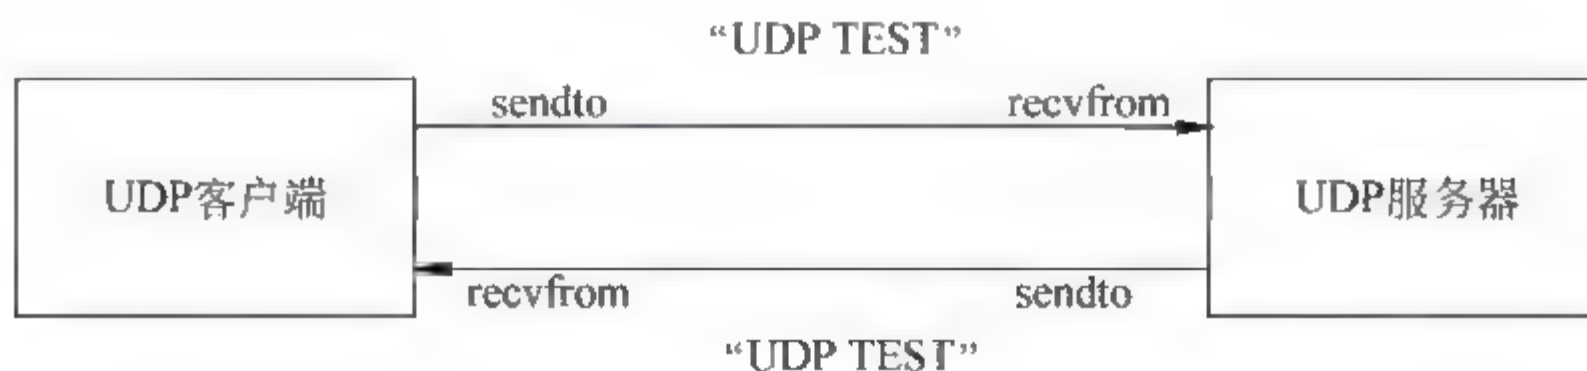 “UDP TEST”
sendto recvfrom
UDP客户端 UDP服务器
recvfrom sendto
“UDP TEST”